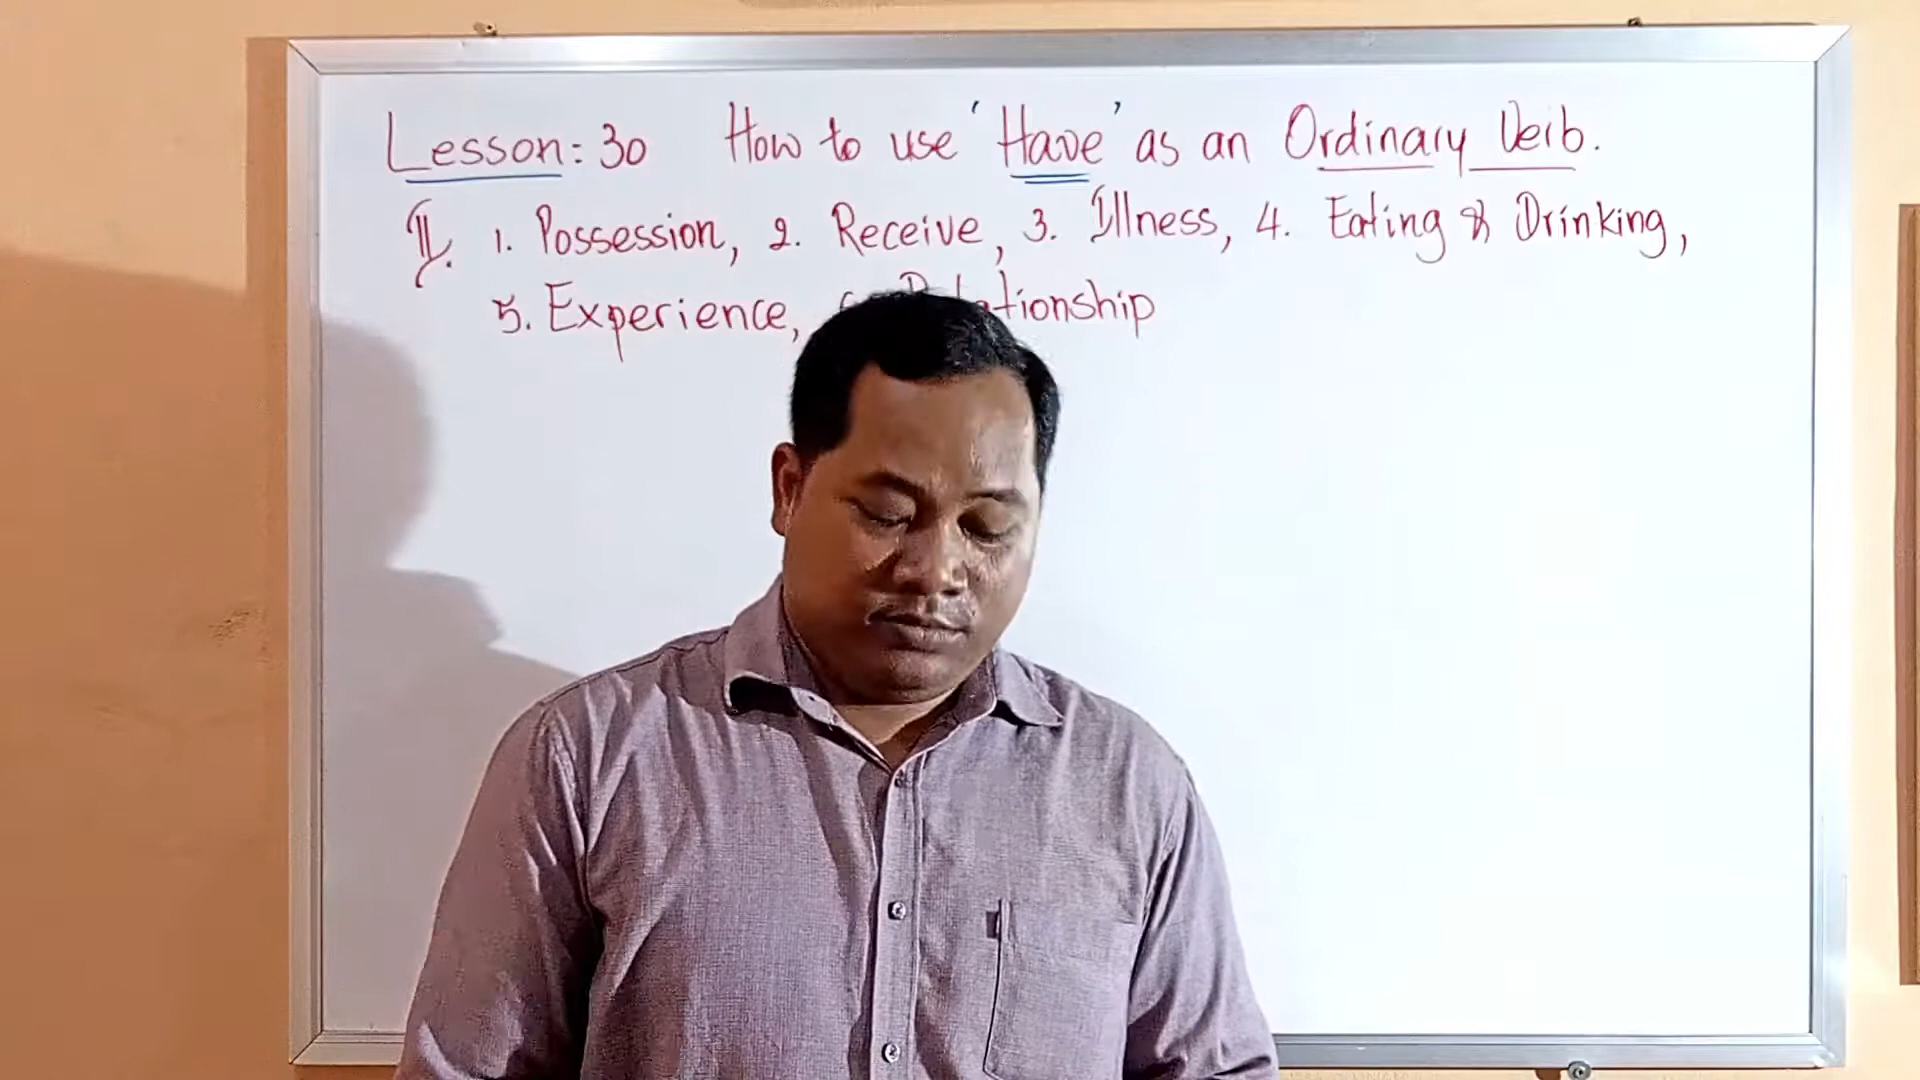 Lesson: 30 How to use 'Have' as an Ordinary Verb.
II. 1. Possession, 2. Receive, 3. Illness, 4. Eating & Drinking,
5. Experience,